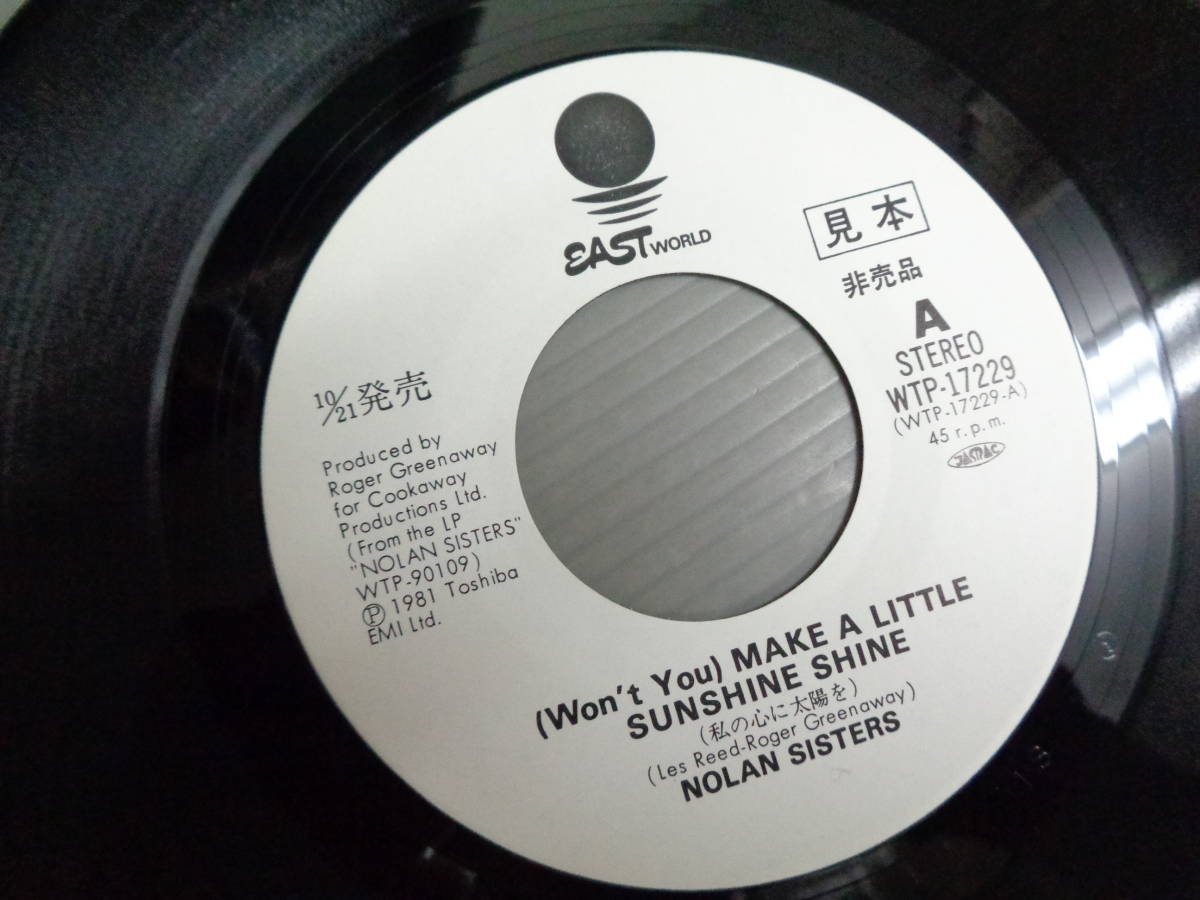 EAST WORLD
見本
非売品
A
STEREO
WTP-17229
(WTP-17229-A)
45 r.p.m.
JASRAC
10/21発売
Produced by
Roger Greenaway
for Cookaway
Productions Ltd.
(From the LP
"NOLAN SISTERS"
WTP-90109)
Ⓟ 1981 Toshiba
EMI Ltd.
(Won't You) MAKE A LITTLE
SUNSHINE SHINE
(私の心に太陽を)
(Les Reed-Roger Greenaway)
NOLAN SISTERS